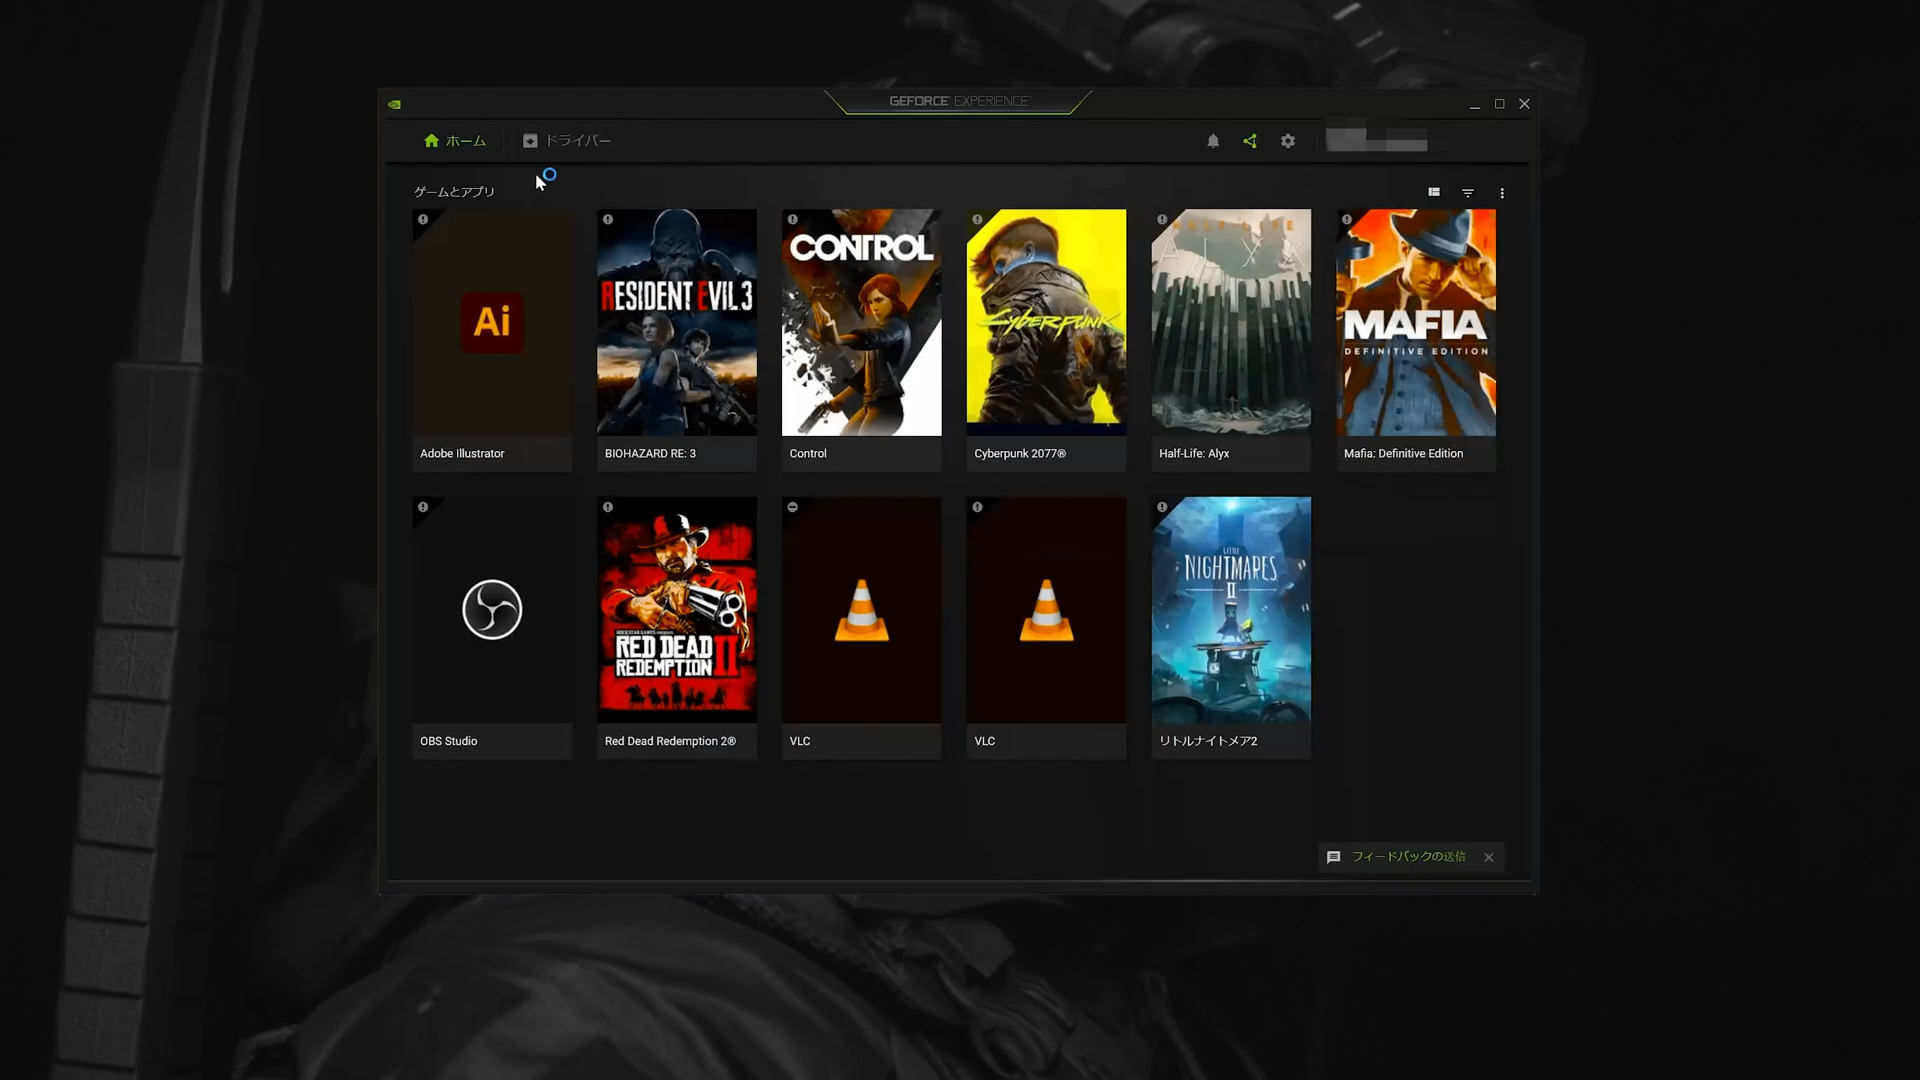 GEFORCE® EXPERIENCE™
ホーム
ドライバー
ゲームとアプリ
Ai
RESIDENT EVIL 3
CONTROL
CYBERPUNK
HALF-LIFE
ALYX
MAFIA
DEFINITIVE EDITION
Adobe Illustrator
BIOHAZARD RE: 3
Control
Cyberpunk 2077®
Half-Life: Alyx
Mafia: Definitive Edition
ROCKSTAR GAMES PRESENTS
RED DEAD
REDEMPTION II
LITTLE
NIGHTMARES
II
OBS Studio
Red Dead Redemption 2®
VLC
VLC
リトルナイトメア2
フィードバックの送信